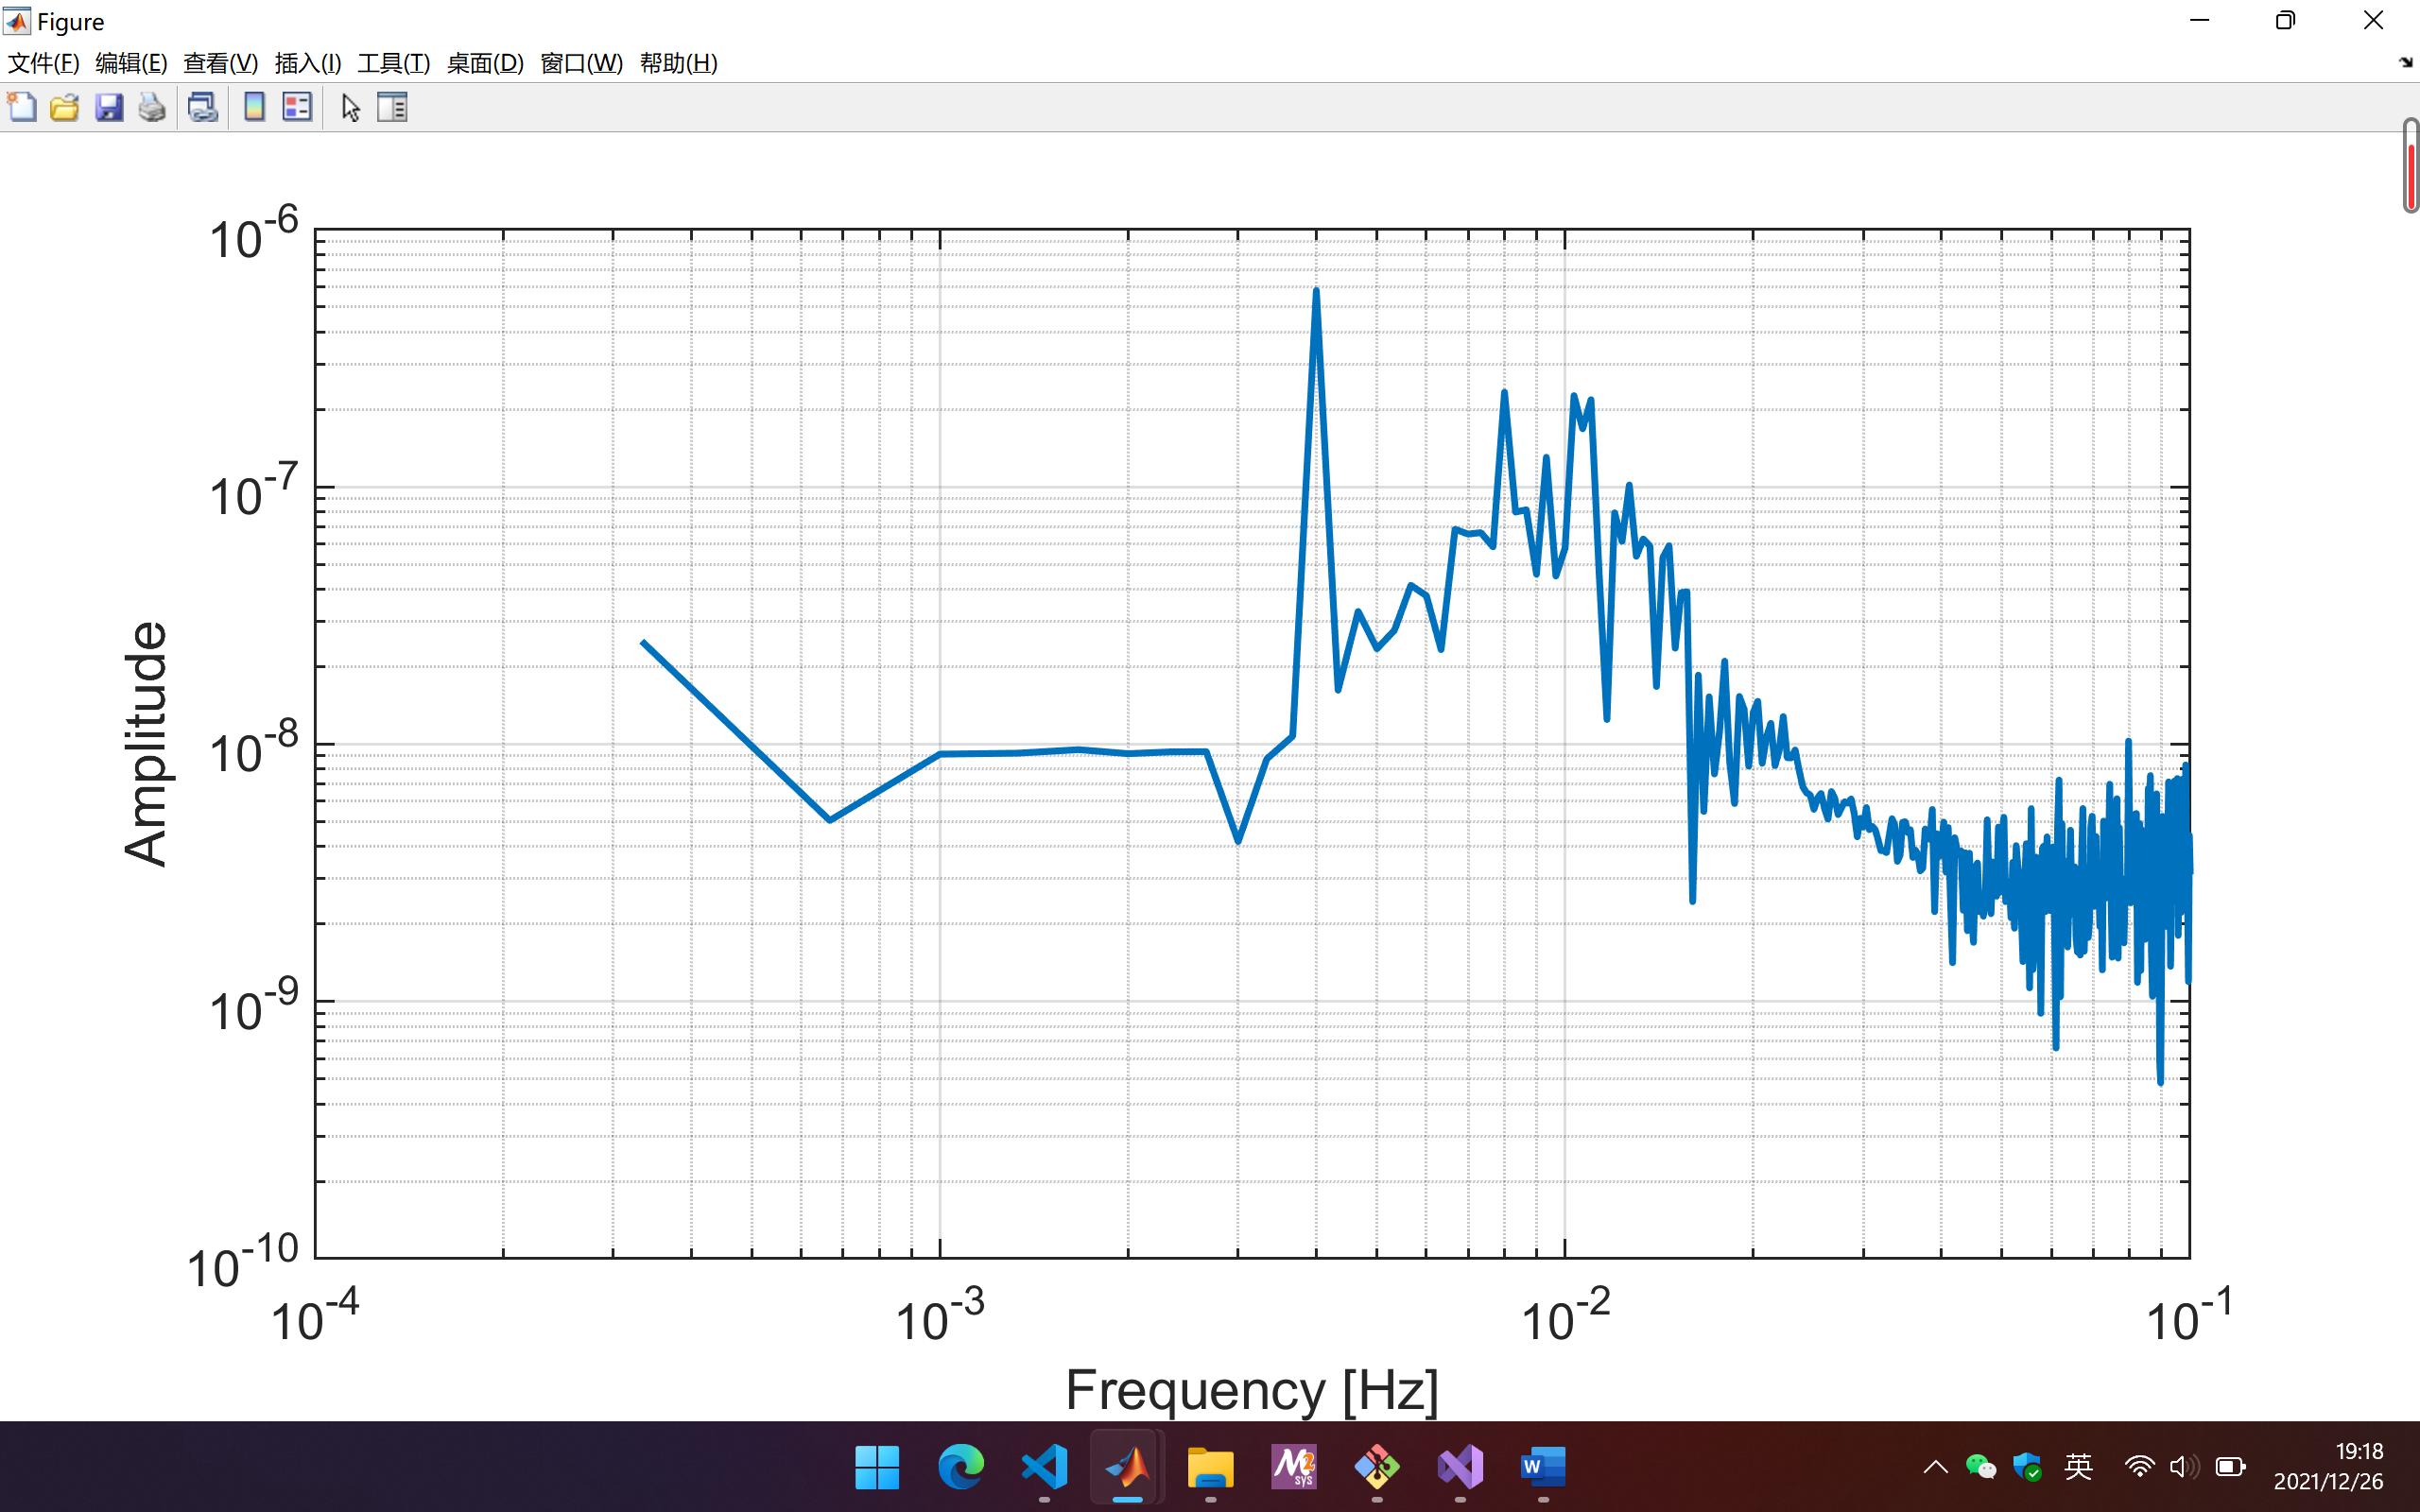 Figure
文件(F) 编辑(E) 查看(V) 插入(I) 工具(T) 桌面(D) 窗口(W) 帮助(H)
10^-6
10^-7
10^-8
10^-9
10^-10
Amplitude
10^-4 10^-3 10^-2 10^-1
Frequency [Hz]
M2
sys
W
英
19:18
2021/12/26